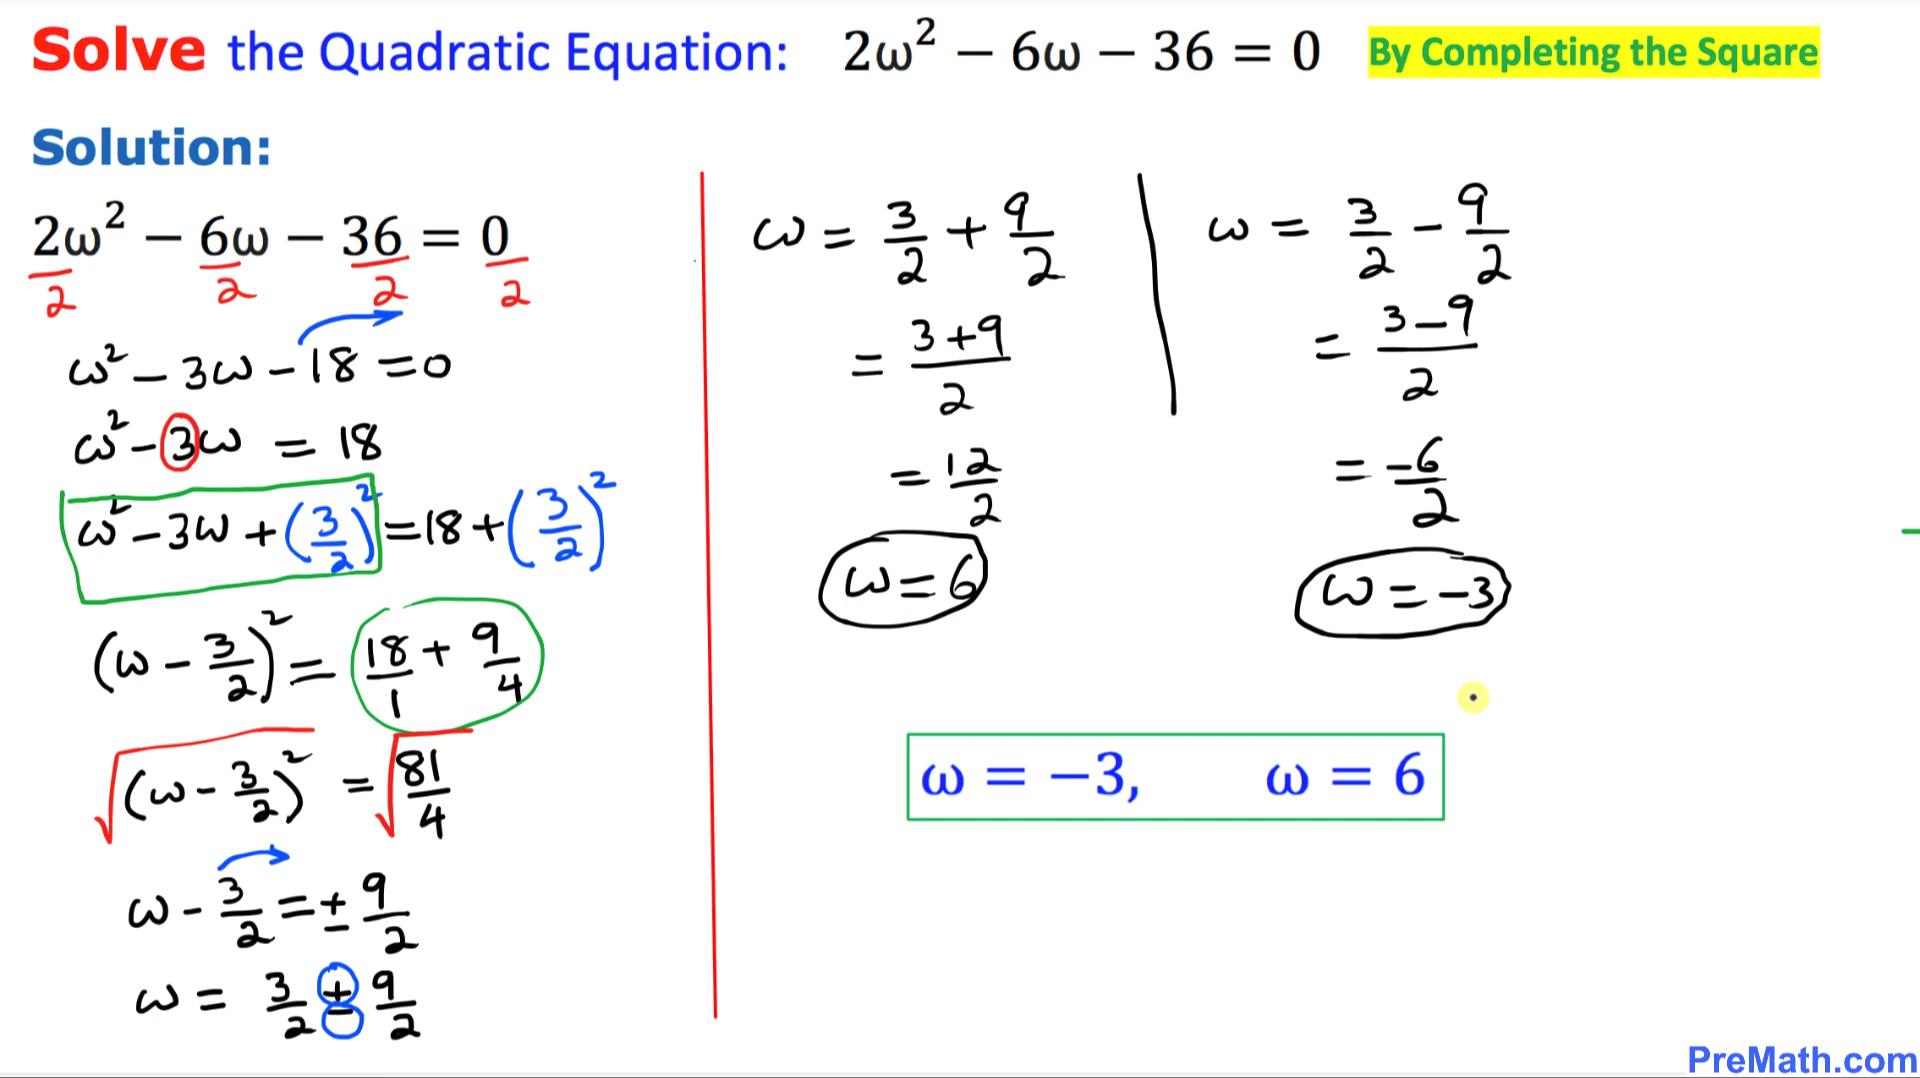 Solve the Quadratic Equation: 2ω² − 6ω − 36 = 0 By Completing the Square
Solution:
2ω² − 6ω − 36 = 0
2 2 2 2
ω² − 3ω − 18 = 0
ω² − 3ω = 18
ω² − 3ω + (3/2)² = 18 + (3/2)²
(ω − 3/2)² = 18/1 + 9/4
√(ω − 3/2)² = √81/4
ω − 3/2 = ± 9/2
ω = 3/2 ± 9/2
ω = 3/2 + 9/2
= 3+9/2
= 12/2
ω = 6
ω = 3/2 − 9/2
= 3−9/2
= −6/2
ω = −3
ω = −3, ω = 6
PreMath.com